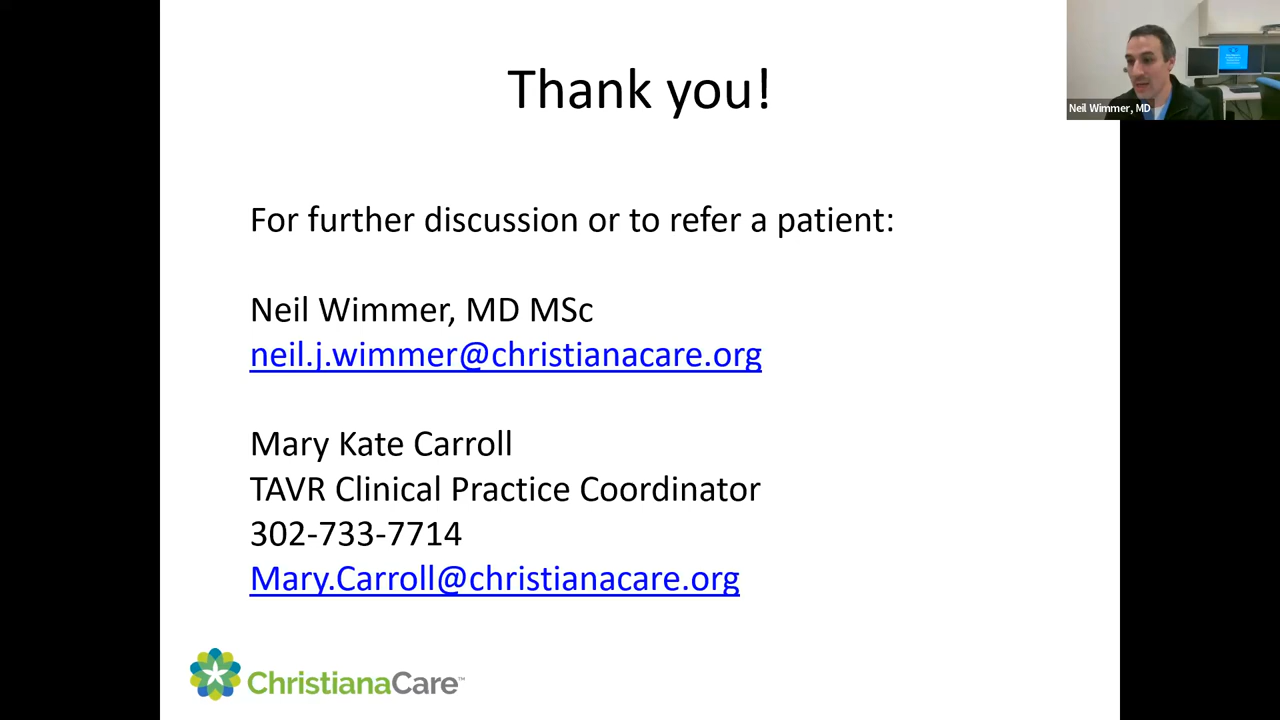 Thank you!
Neil Wimmer, MD
For further discussion or to refer a patient:
Neil Wimmer, MD MSc
neil.j.wimmer@christianacare.org
Mary Kate Carroll
TAVR Clinical Practice Coordinator
302-733-7714
Mary.Carroll@christianacare.org
ChristianaCare™